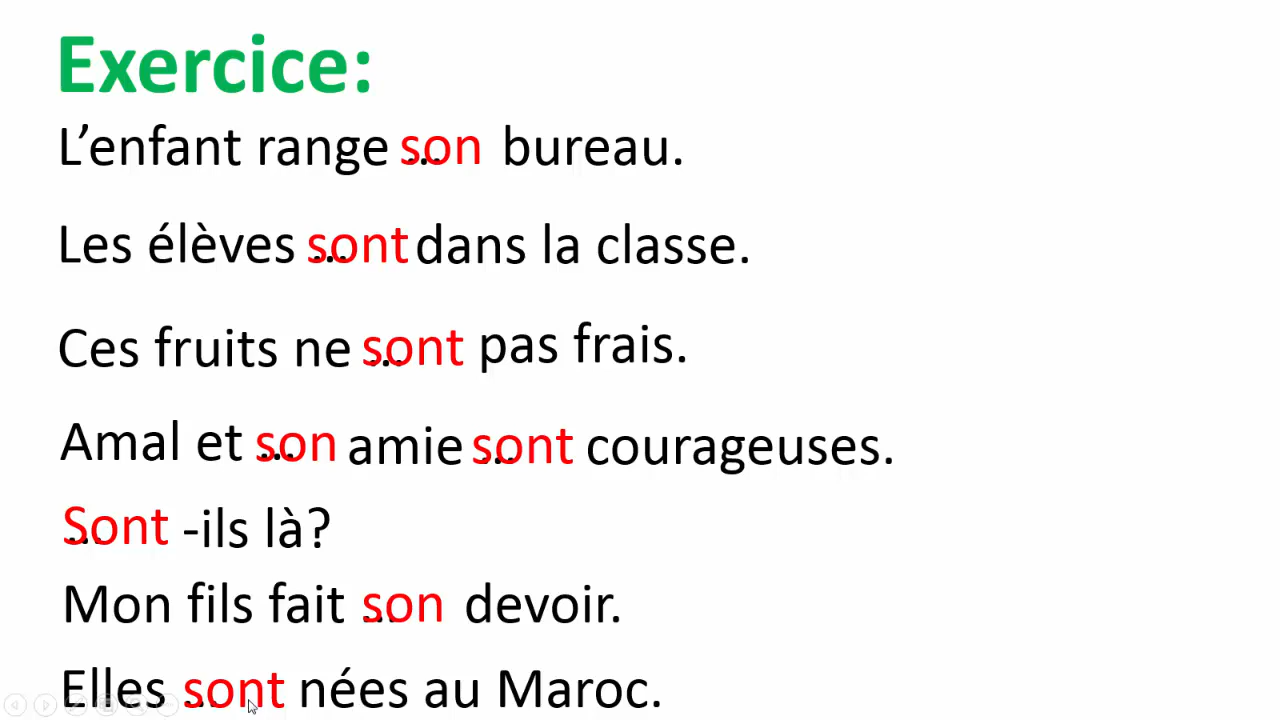 Exercice:
L’enfant range son bureau.
Les élèves sont dans la classe.
Ces fruits ne sont pas frais.
Amal et son amie sont courageuses.
Sont -ils là?
Mon fils fait son devoir.
Elles sont nées au Maroc.